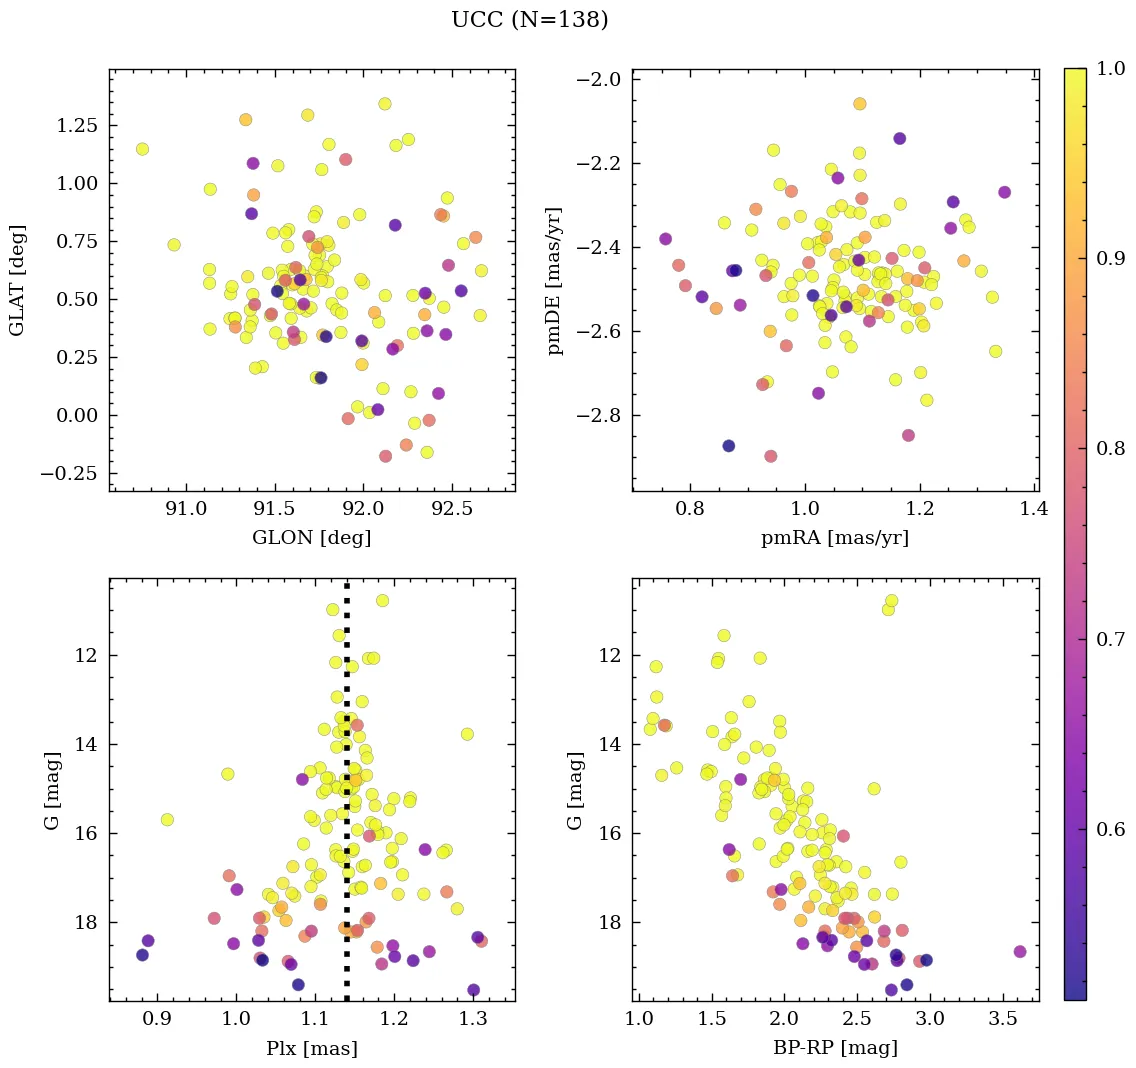 UCC (N=138)
1.25
1.00
0.75
0.50
0.25
0.00
−0.25
GLAT [deg]
91.0 91.5 92.0 92.5
GLON [deg]
−2.0
−2.2
−2.4
−2.6
−2.8
pmDE [mas/yr]
0.8 1.0 1.2 1.4
pmRA [mas/yr]
12
14
16
18
G [mag]
0.9 1.0 1.1 1.2 1.3
Plx [mas]
12
14
16
18
G [mag]
1.0 1.5 2.0 2.5 3.0 3.5
BP-RP [mag]
1.0
0.9
0.8
0.7
0.6